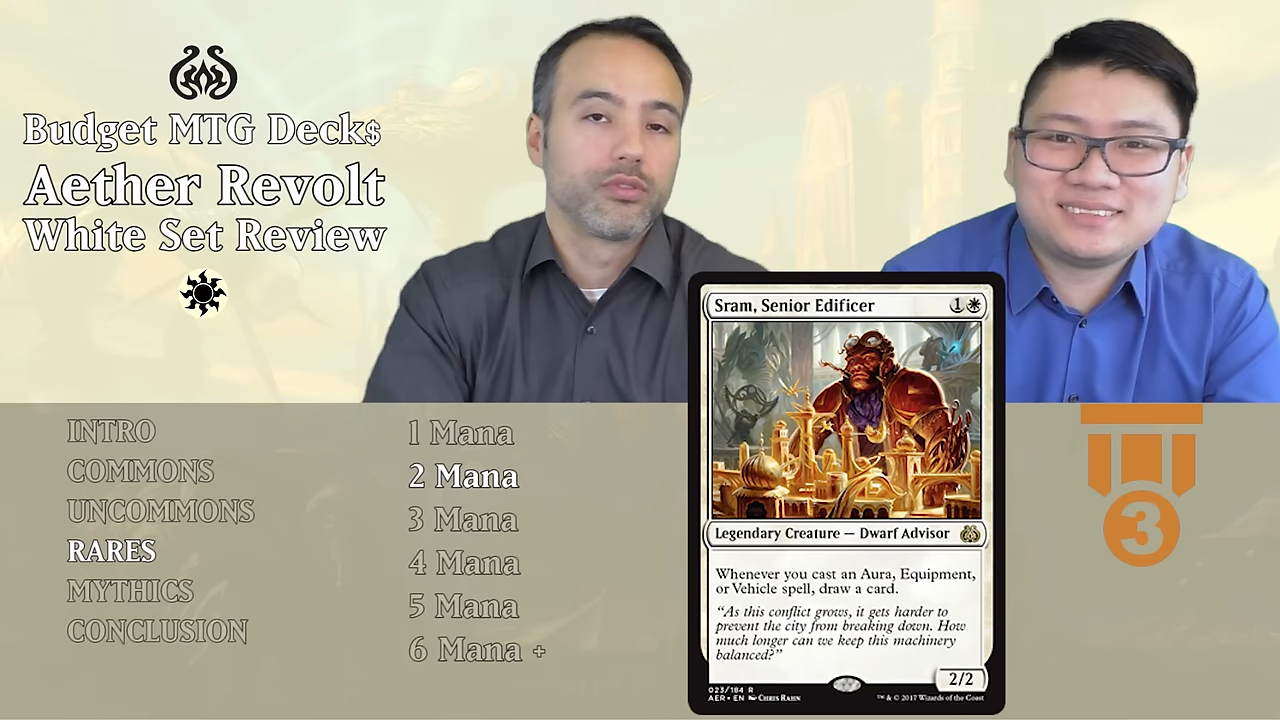 Budget MTG Deck$
Aether Revolt
White Set Review
INTRO
COMMONS
UNCOMMONS
RARES
MYTHICS
CONCLUSION
1 Mana
2 Mana
3 Mana
4 Mana
5 Mana
6 Mana +
Sram, Senior Edificer 1
Legendary Creature — Dwarf Advisor
Whenever you cast an Aura, Equipment,
or Vehicle spell, draw a card.
“As this conflict grows, it gets harder to
prevent the city from breaking down. How
much longer can we keep this machinery
balanced?”
2/2
023/184 R
AER • EN Chris Rahn
™ & © 2017 Wizards of the Coast
3